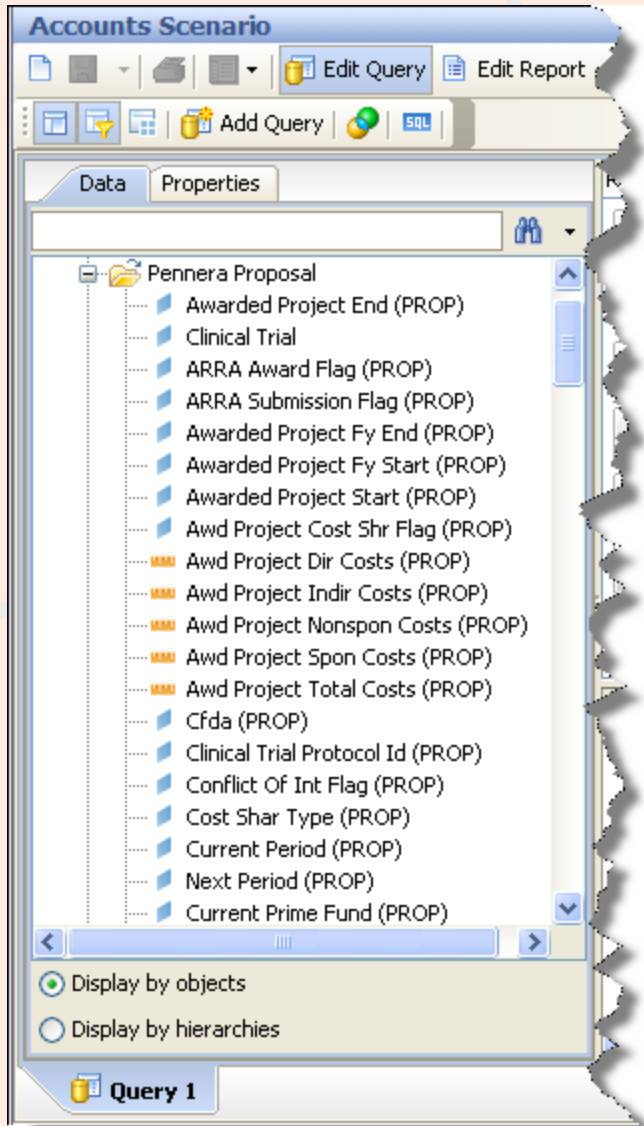 Accounts Scenario
Edit Query Edit Report
Add Query SQL
Data Properties
Pennera Proposal
Awarded Project End (PROP)
Clinical Trial
ARRA Award Flag (PROP)
ARRA Submission Flag (PROP)
Awarded Project Fy End (PROP)
Awarded Project Fy Start (PROP)
Awarded Project Start (PROP)
Awd Project Cost Shr Flag (PROP)
Awd Project Dir Costs (PROP)
Awd Project Indir Costs (PROP)
Awd Project Nonspon Costs (PROP)
Awd Project Spon Costs (PROP)
Awd Project Total Costs (PROP)
Cfda (PROP)
Clinical Trial Protocol Id (PROP)
Conflict Of Int Flag (PROP)
Cost Shar Type (PROP)
Current Period (PROP)
Next Period (PROP)
Current Prime Fund (PROP)
Display by objects
Display by hierarchies
Query 1